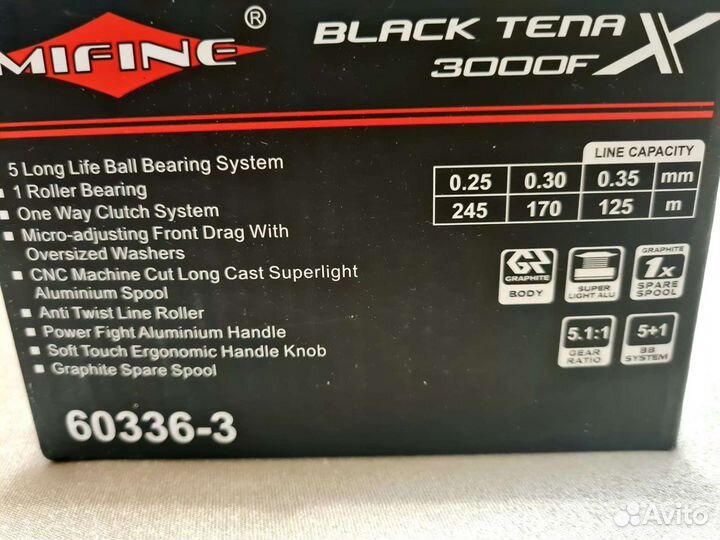 MIFINE ®
BLACK TENA X
3000F
5 Long Life Ball Bearing System
1 Roller Bearing
One Way Clutch System
Micro-adjusting Front Drag With
Oversized Washers
CNC Machine Cut Long Cast Superlight
Aluminium Spool
Anti Twist Line Roller
Power Fight Aluminium Handle
Soft Touch Ergonomic Handle Knob
Graphite Spare Spool
60336-3
LINE CAPACITY
0.25 0.30 0.35 mm
245 170 125 m
GRAPHITE
BODY
SUPER
LIGHT ALU
GRAPHITE
1x
SPARE
SPOOL
5.1:1
GEAR
RATIO
5+1
BB
SYSTEM
Avito